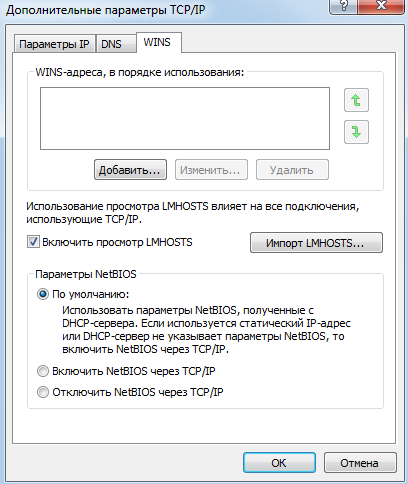 Дополнительные параметры TCP/IP
Параметры IP DNS WINS
WINS-адреса, в порядке использования:
Добавить... Изменить... Удалить
Использование просмотра LMHOSTS влияет на все подключения,
использующие TCP/IP.
Включить просмотр LMHOSTS Импорт LMHOSTS...
Параметры NetBIOS
По умолчанию:
Использовать параметры NetBIOS, полученные с
DHCP-сервера. Если используется статический IP-адрес
или DHCP-сервер не указывает параметры NetBIOS, то
включить NetBIOS через TCP/IP.
Включить NetBIOS через TCP/IP
Отключить NetBIOS через TCP/IP
OK Отмена